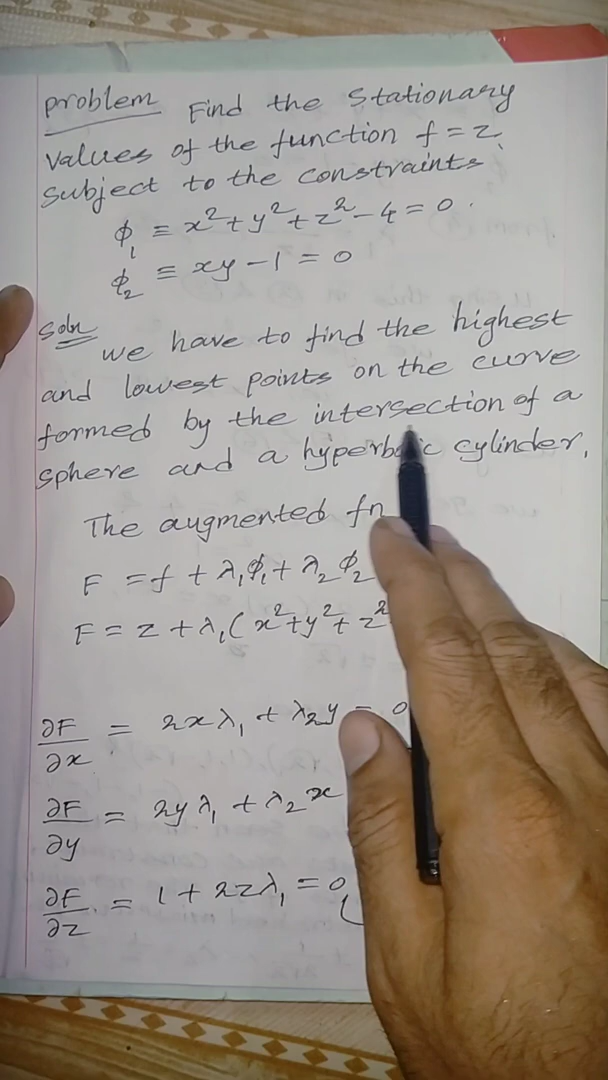 problem Find the stationary
values of the function f = z,
subject to the constraints
ϕ₁ ≡ x² + y² + z² - 4 = 0.
ϕ₂ ≡ xy - 1 = 0
Soln
we have to find the highest
and lowest points on the curve
formed by the intersection of a
sphere and a cylinder,
The augmented fn
F = f + λ₁ϕ₁ + λ₂ϕ₂
F = z + λ₁(x² + y² + z²
∂F/∂x = 2xλ₁ + λ₂y = 0
∂F/∂y = 2yλ₁ + λ₂x
∂F/∂z = 1 + 2zλ₁ = 0